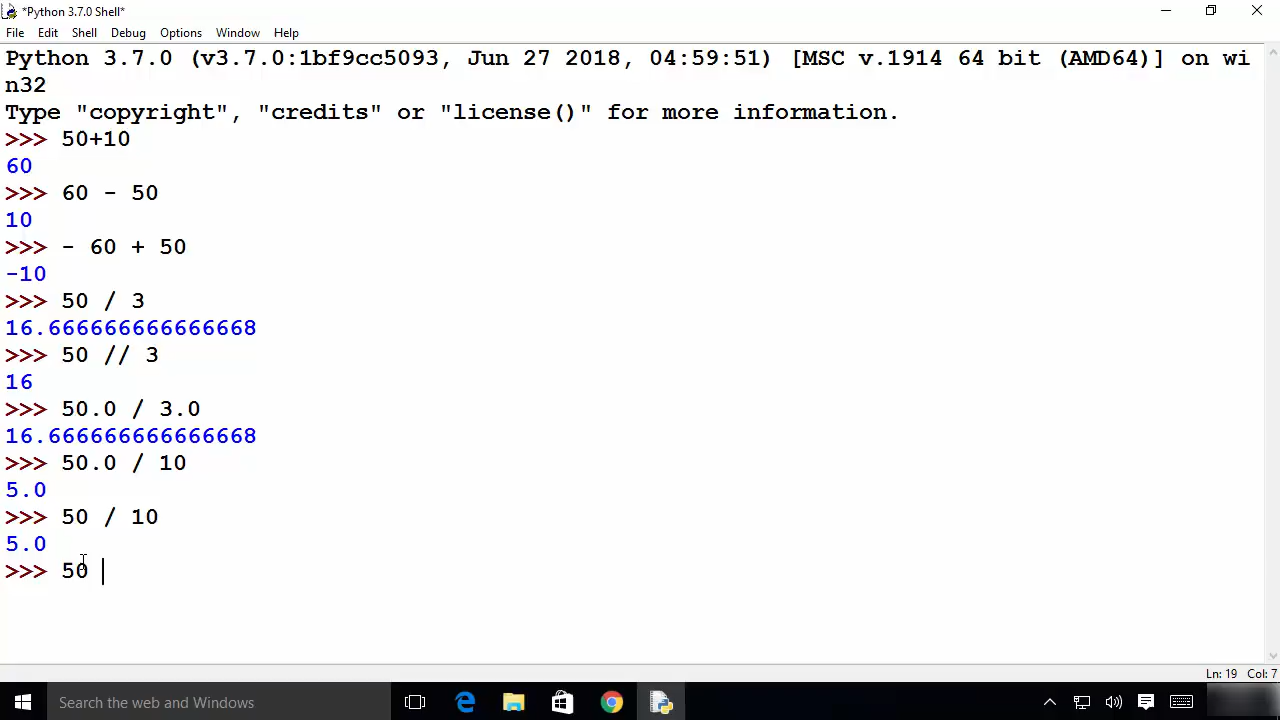 *Python 3.7.0 Shell*
File Edit Shell Debug Options Window Help
Python 3.7.0 (v3.7.0:1bf9cc5093, Jun 27 2018, 04:59:51) [MSC v.1914 64 bit (AMD64)] on wi
n32
Type "copyright", "credits" or "license()" for more information.
>>> 50+10
60
>>> 60 - 50
10
>>> - 60 + 50
-10
>>> 50 / 3
16.666666666666668
>>> 50 // 3
16
>>> 50.0 / 3.0
16.666666666666668
>>> 50.0 / 10
5.0
>>> 50 / 10
5.0
>>> 50
Ln: 19 Col: 7
Search the web and Windows